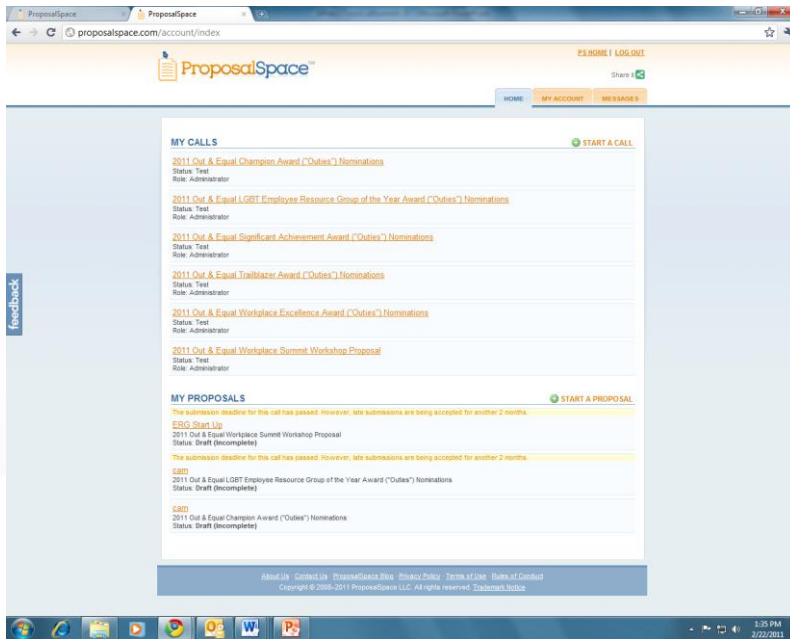 ProposalSpace
ProposalSpace
proposalspace.com/account/index
PS HOME | LOG OUT
ProposalSpace™
Share it
HOME
MY ACCOUNT
MESSAGES
MY CALLS
START A CALL
2011 Out & Equal Champion Award ("Outies") Nominations
Status: Test
Role: Administrator
2011 Out & Equal LGBT Employee Resource Group of the Year Award ("Outies") Nominations
Status: Test
Role: Administrator
2011 Out & Equal Significant Achievement Award ("Outies") Nominations
Status: Test
Role: Administrator
2011 Out & Equal Trailblazer Award ("Outies") Nominations
Status: Test
Role: Administrator
2011 Out & Equal Workplace Excellence Award ("Outies") Nominations
Status: Test
Role: Administrator
2011 Out & Equal Workplace Summit Workshop Proposal
Status: Test
Role: Administrator
feedback
MY PROPOSALS
START A PROPOSAL
The submission deadline for this call has passed. However, late submissions are being accepted for another 2 months.
ERG Start Up
2011 Out & Equal Workplace Summit Workshop Proposal
Status: Draft (Incomplete)
The submission deadline for this call has passed. However, late submissions are being accepted for another 2 months.
cam
2011 Out & Equal LGBT Employee Resource Group of the Year Award ("Outies") Nominations
Status: Draft (Incomplete)
cam
2011 Out & Equal Champion Award ("Outies") Nominations
Status: Draft (Incomplete)
About Us · Contact Us · ProposalSpace Blog · Privacy Policy · Terms of Use · Rules of Conduct
Copyright © 2008-2011 ProposalSpace LLC. All rights reserved. Trademark Notice
1:35 PM
2/22/2011